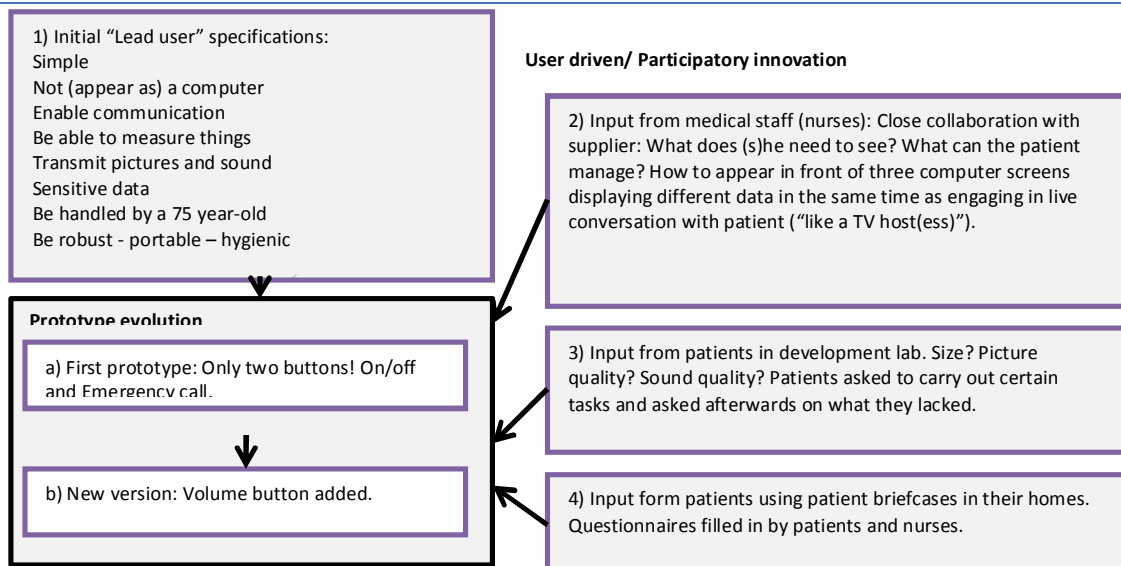 1) Initial “Lead user” specifications:
Simple
Not (appear as) a computer
Enable communication
Be able to measure things
Transmit pictures and sound
Sensitive data
Be handled by a 75 year-old
Be robust - portable – hygienic
User driven/ Participatory innovation
2) Input from medical staff (nurses): Close collaboration with
supplier: What does (s)he need to see? What can the patient
manage? How to appear in front of three computer screens
displaying different data in the same time as engaging in live
conversation with patient (“like a TV host(ess)”).
Prototype evolution
a) First prototype: Only two buttons! On/off
and Emergency call.
b) New version: Volume button added.
3) Input from patients in development lab. Size? Picture
quality? Sound quality? Patients asked to carry out certain
tasks and asked afterwards on what they lacked.
4) Input form patients using patient briefcases in their homes.
Questionnaires filled in by patients and nurses.